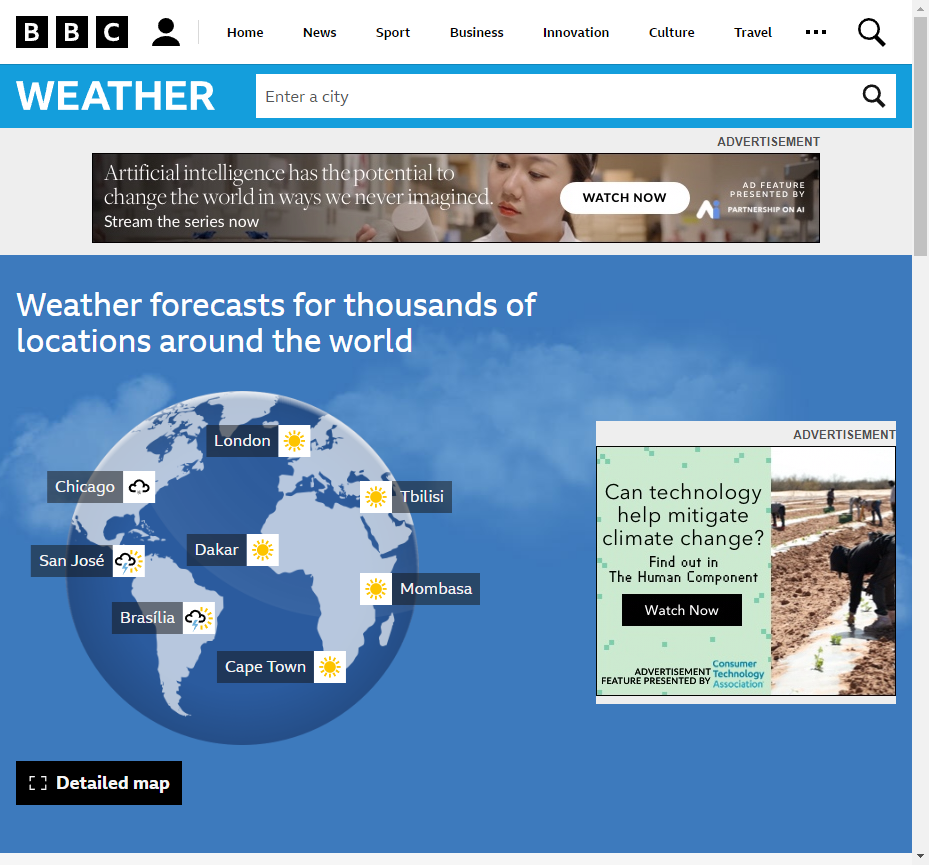 BBC
Home
News
Sport
Business
Innovation
Culture
Travel
WEATHER
Enter a city
ADVERTISEMENT
Artificial intelligence has the potential to
change the world in ways we never imagined.
Stream the series now
WATCH NOW
AD FEATURE
PRESENTED BY
PARTNERSHIP ON AI
Weather forecasts for thousands of
locations around the world
London
Chicago
Tbilisi
Dakar
San José
Mombasa
Brasília
Cape Town
ADVERTISEMENT
Can technology
help mitigate
climate change?
Find out in
The Human Component
Watch Now
ADVERTISEMENT
FEATURE PRESENTED BY
Consumer
Technology
Association
Detailed map